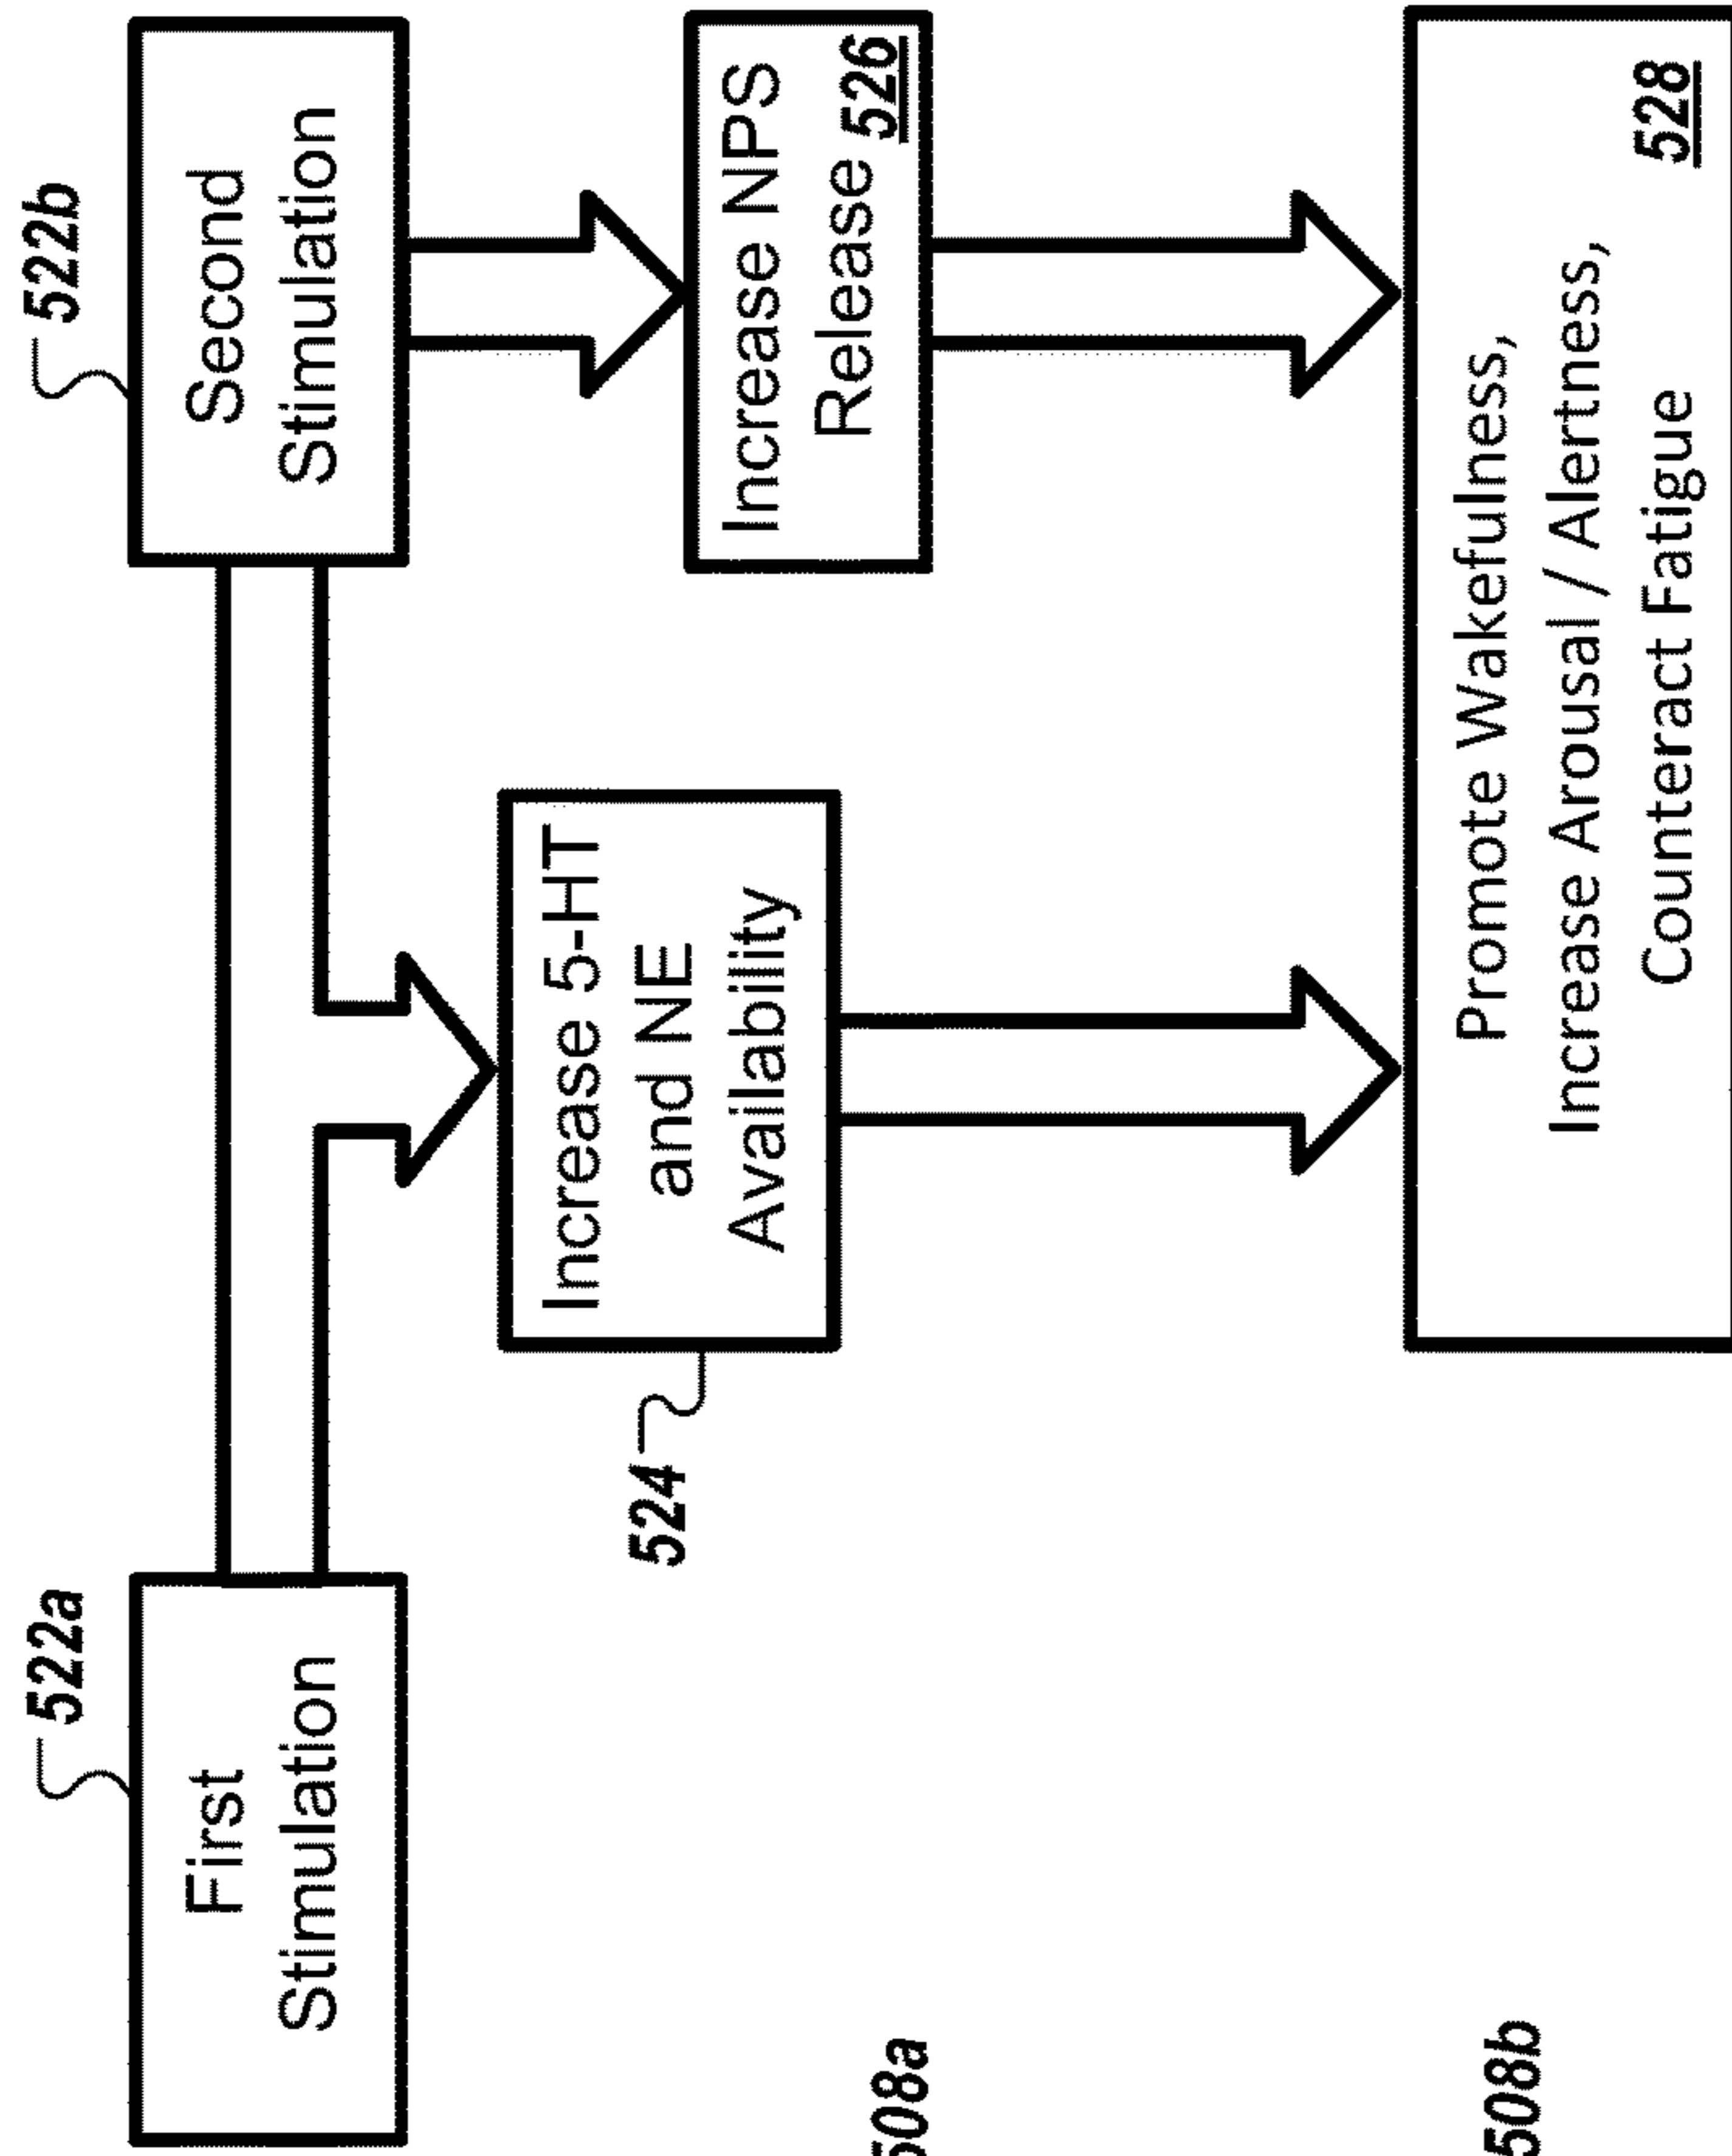 522a
522b
First
Stimulation
Second
Stimulation
Increase 5-HT
and NE
Availability
524
Increase NPS
Release 526
508a
508b
Promote Wakefulness,
Increase Arousal / Alertness,
Counteract Fatigue
528